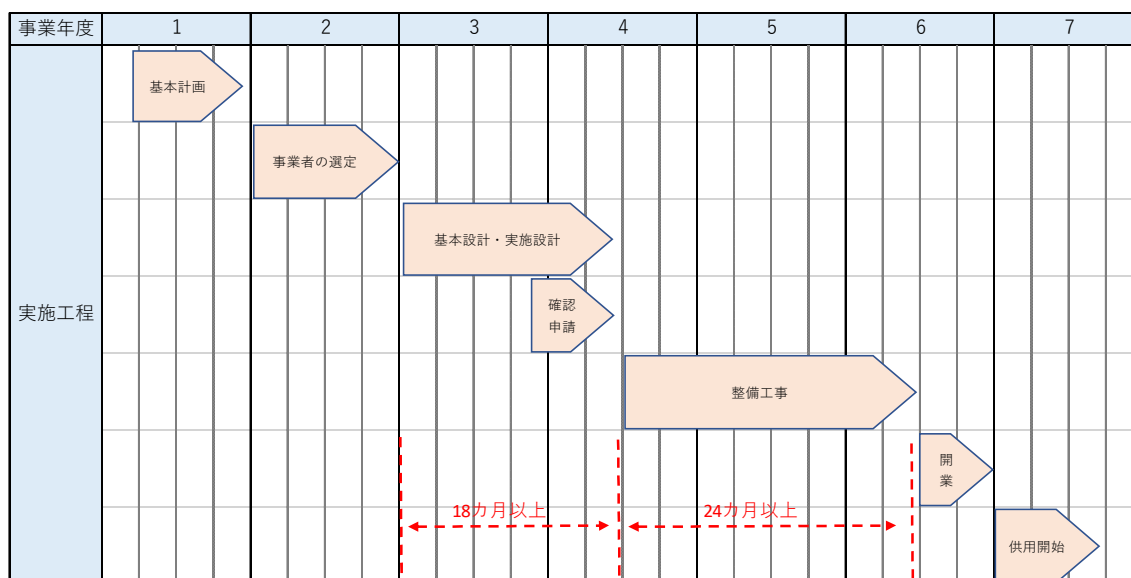 事業年度 1 2 3 4 5 6 7
実施工程
基本計画
事業者の選定
基本設計・実施設計
確認
申請
整備工事
開
業
18カ月以上
24カ月以上
供用開始